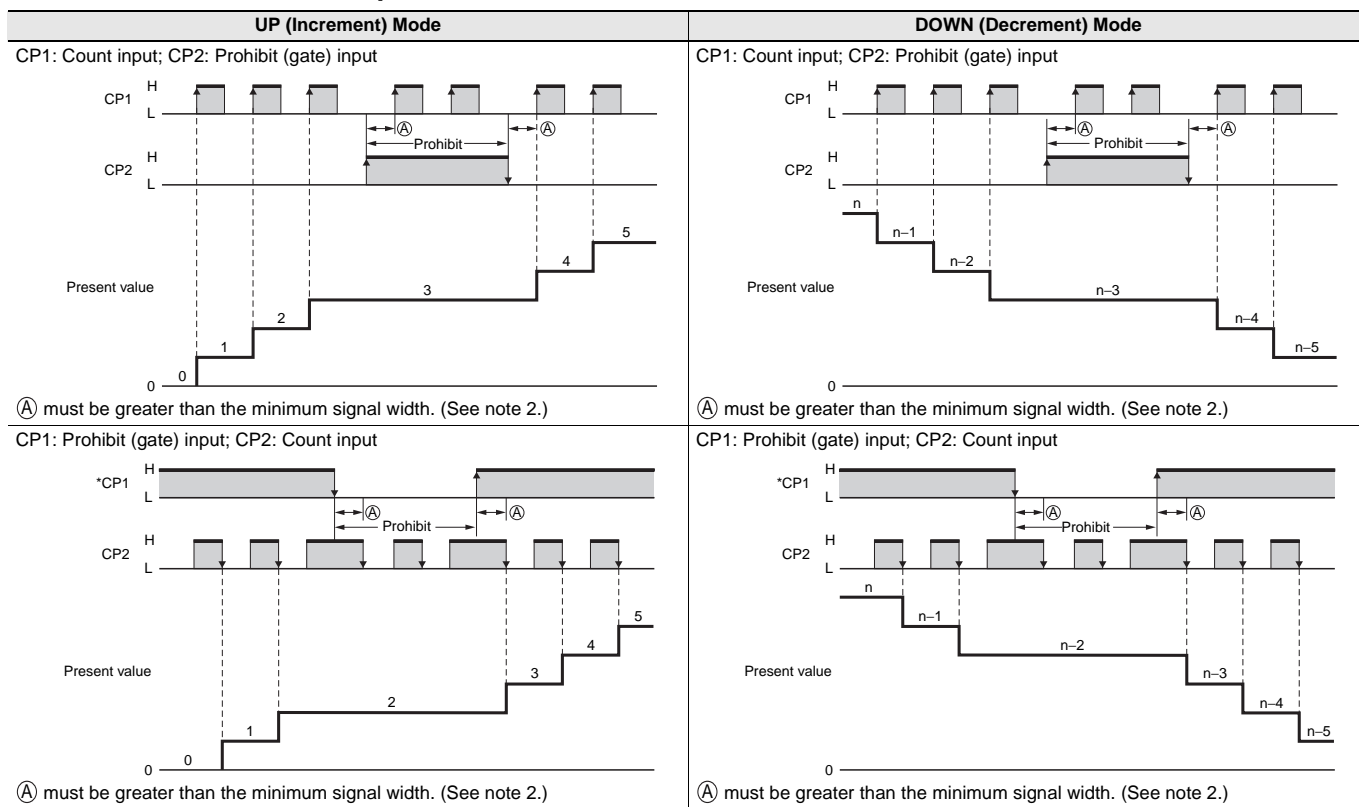 UP (Increment) Mode
DOWN (Decrement) Mode
CP1: Count input; CP2: Prohibit (gate) input
H
CP1
L
Ⓐ
Ⓐ
Prohibit
H
CP2
L
5
4
Present value
3
2
1
0
0
Ⓐ must be greater than the minimum signal width. (See note 2.)
CP1: Count input; CP2: Prohibit (gate) input
H
CP1
L
Ⓐ
Ⓐ
Prohibit
H
CP2
L
n
n–1
n–2
Present value
n–3
n–4
n–5
0
Ⓐ must be greater than the minimum signal width. (See note 2.)
CP1: Prohibit (gate) input; CP2: Count input
H
*CP1
L
Ⓐ
Ⓐ
Prohibit
H
CP2
L
5
4
Present value
3
2
1
0
0
Ⓐ must be greater than the minimum signal width. (See note 2.)
CP1: Prohibit (gate) input; CP2: Count input
H
*CP1
L
Ⓐ
Ⓐ
Prohibit
H
CP2
L
n
n–1
n–2
Present value
n–3
n–4
n–5
0
Ⓐ must be greater than the minimum signal width. (See note 2.)